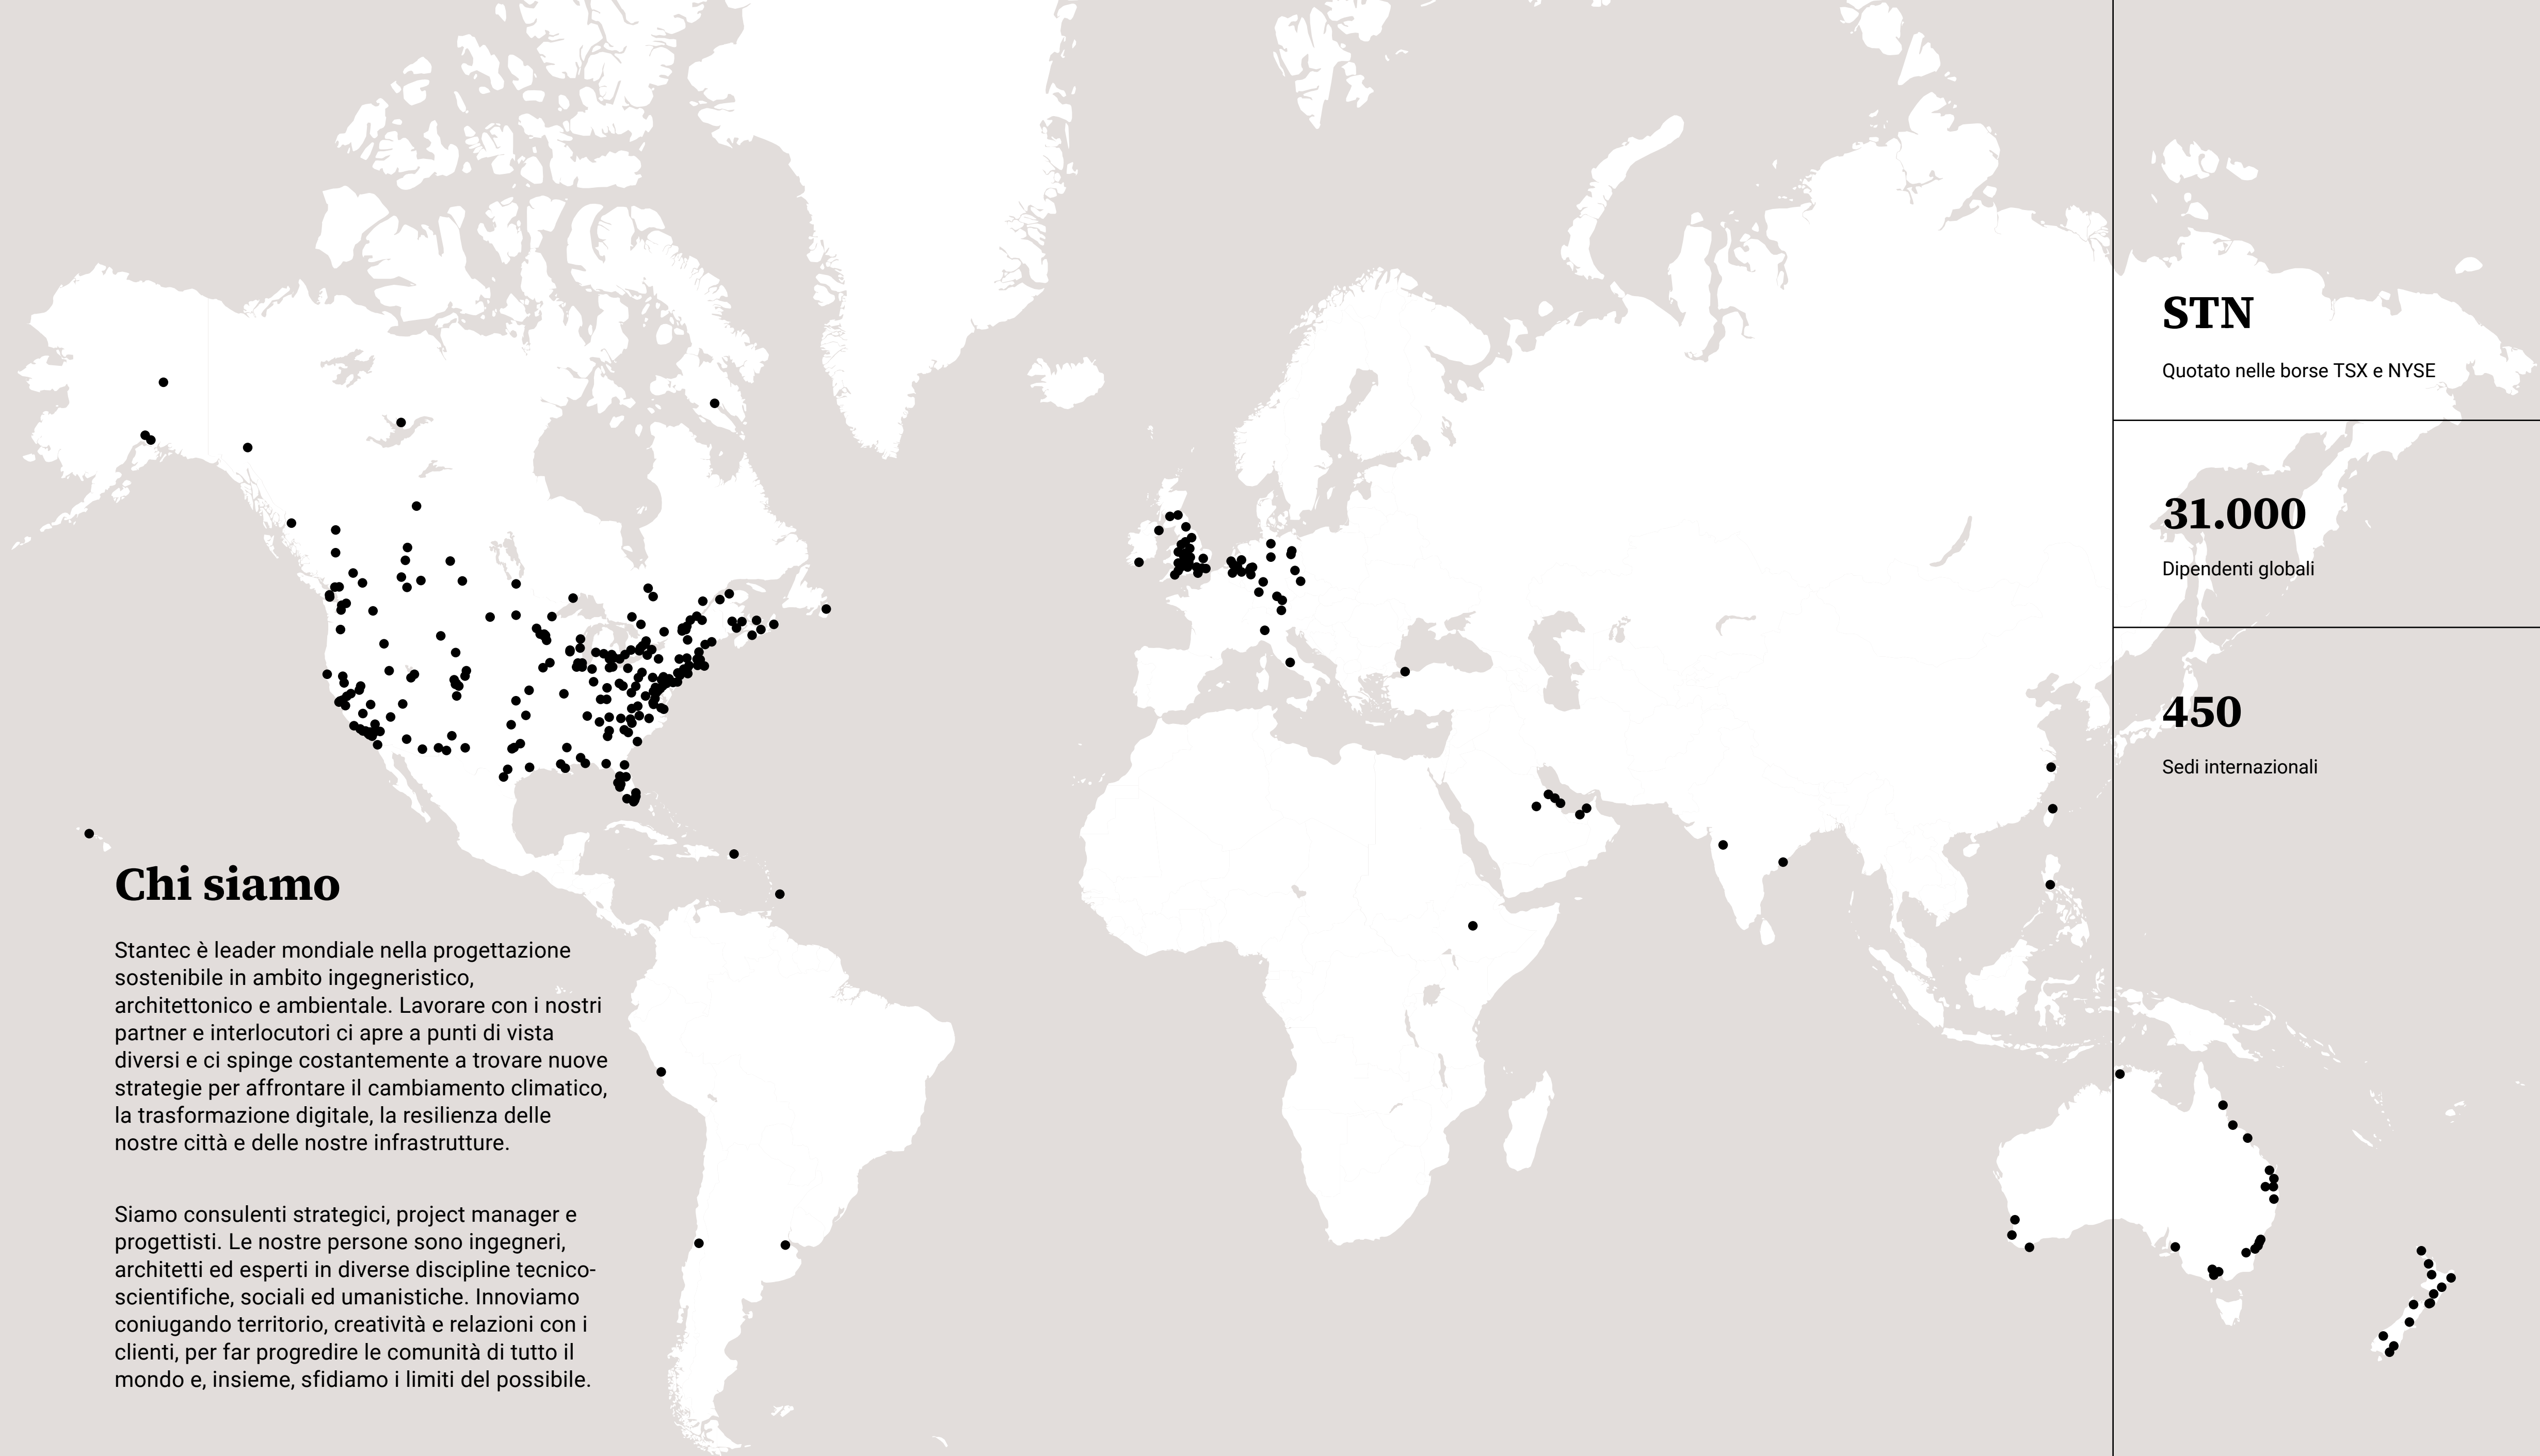 STN
Quotato nelle borse TSX e NYSE
31.000
Dipendenti globali
450
Sedi internazionali
Chi siamo
Stantec è leader mondiale nella progettazione
sostenibile in ambito ingegneristico,
architettonico e ambientale. Lavorare con i nostri
partner e interlocutori ci apre a punti di vista
diversi e ci spinge costantemente a trovare nuove
strategie per affrontare il cambiamento climatico,
la trasformazione digitale, la resilienza delle
nostre città e delle nostre infrastrutture.
Siamo consulenti strategici, project manager e
progettisti. Le nostre persone sono ingegneri,
architetti ed esperti in diverse discipline tecnico-
scientifiche, sociali ed umanistiche. Innoviamo
coniugando territorio, creatività e relazioni con i
clienti, per far progredire le comunità di tutto il
mondo e, insieme, sfidiamo i limiti del possibile.